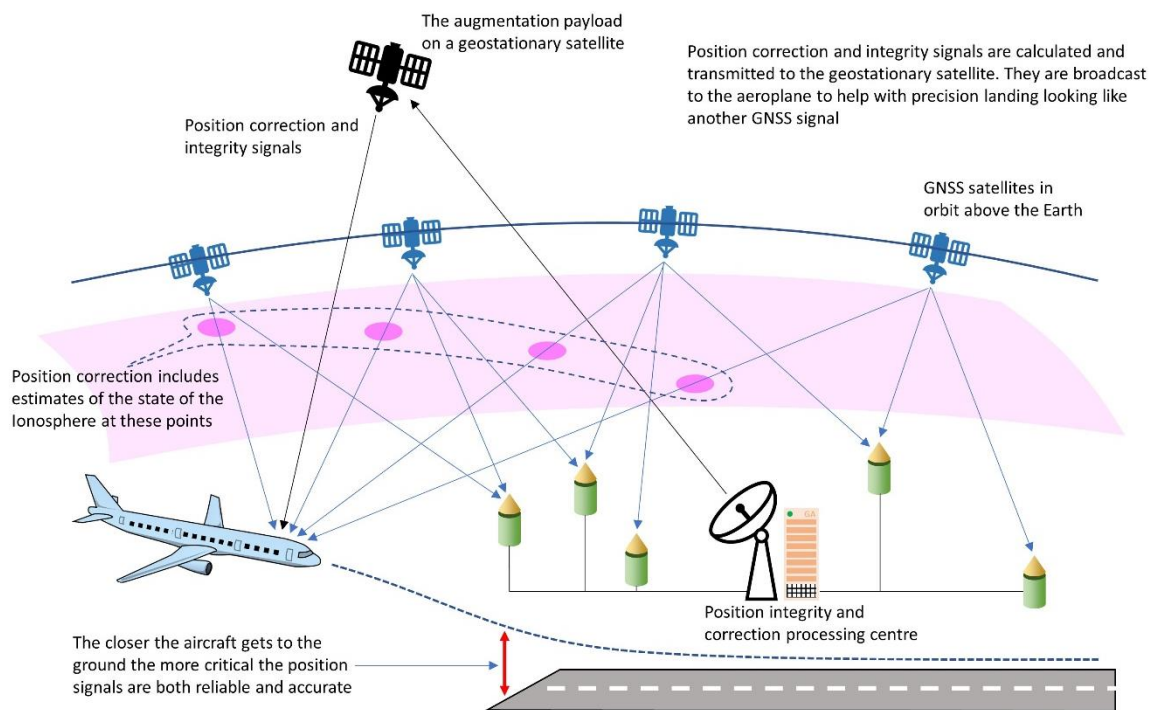 The augmentation payload
on a geostationary satellite
Position correction and integrity signals are calculated and
transmitted to the geostationary satellite. They are broadcast
to the aeroplane to help with precision landing looking like
another GNSS signal
Position correction and
integrity signals
GNSS satellites in
orbit above the Earth
Position correction includes
estimates of the state of the
Ionosphere at these points
GA
Position integrity and
correction processing centre
The closer the aircraft gets to the
ground the more critical the position
signals are both reliable and accurate